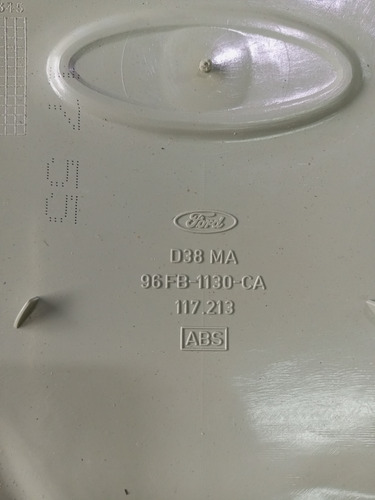 Ford
D38 MA
96FB-1130-CA
117.213
ABS